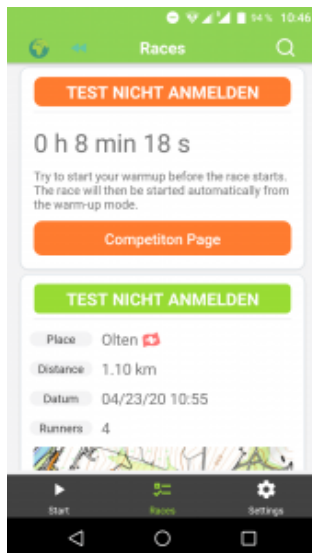 94% 10:46
Races
TEST NICHT ANMELDEN
0 h 8 min 18 s
Try to start your warmup before the race starts.
The race will then be started automatically from
the warm-up mode.
Competiton Page
TEST NICHT ANMELDEN
Place Olten
Distance 1.10 km
Datum 04/23/20 10:55
Runners 4
Start Races Settings